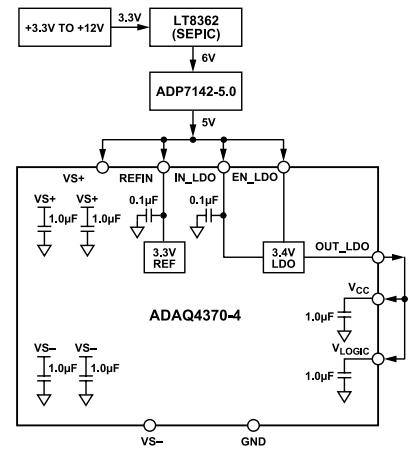 +3.3V TO +12V
3.3V
LT8362
(SEPIC)
6V
ADP7142-5.0
5V
VS+
REFIN
IN_LDO
EN_LDO
VS+
VS+
1.0µF
1.0µF
0.1µF
0.1µF
3.3V
REF
3.4V
LDO
OUT_LDO
VCC
1.0µF
ADAQ4370-4
VLOGIC
1.0µF
VS–
VS–
1.0µF
1.0µF
VS–
GND